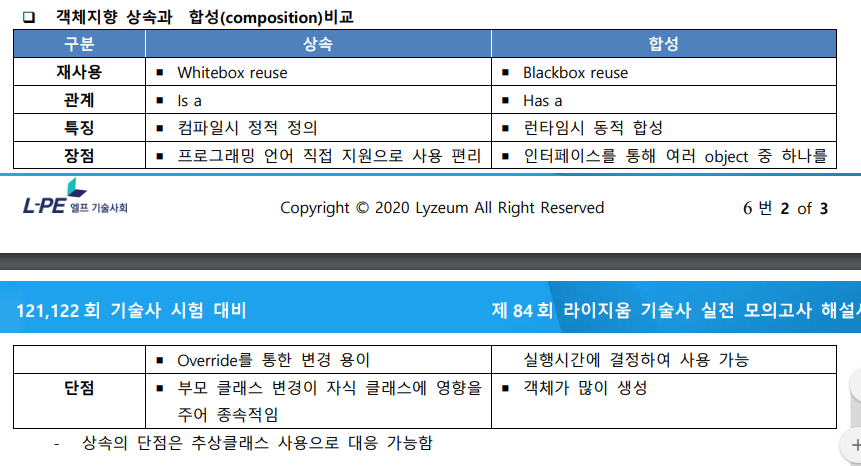 ❑ 객체지향 상속과 합성(composition)비교
구분 상속 합성
재사용 ▪ Whitebox reuse ▪ Blackbox reuse
관계 ▪ Is a ▪ Has a
특징 ▪ 컴파일시 정적 정의 ▪ 런타임시 동적 합성
장점 ▪ 프로그래밍 언어 직접 지원으로 사용 편리 ▪ 인터페이스를 통해 여러 object 중 하나를
L-PE 엘프 기술사회 Copyright © 2020 Lyzeum All Right Reserved 6 번 2 of 3
121,122 회 기술사 시험 대비 제 84 회 라이지움 기술사 실전 모의고사 해설
▪ Override를 통한 변경 용이 실행시간에 결정하여 사용 가능
단점 ▪ 부모 클래스 변경이 자식 클래스에 영향을 ▪ 객체가 많이 생성
주어 종속적임
- 상속의 단점은 추상클래스 사용으로 대응 가능함